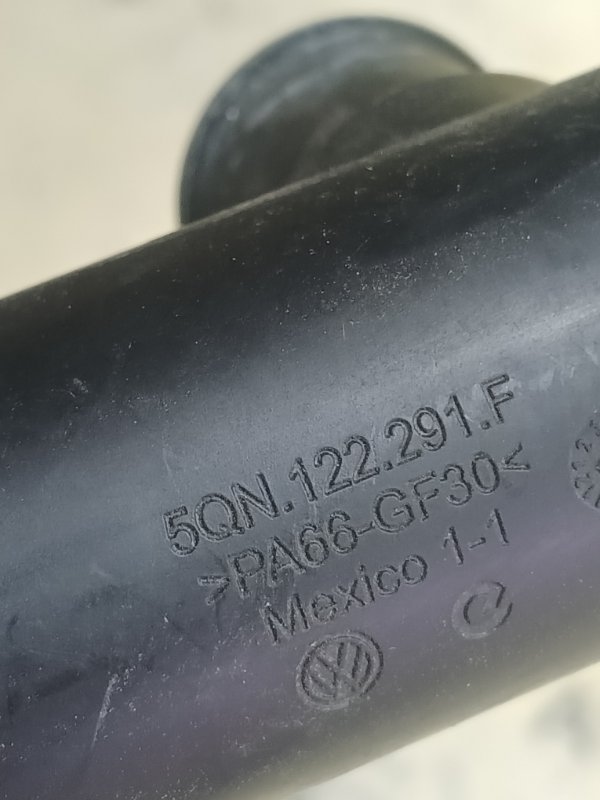 5QN.122.291.F
>PA66-GF30<
Mexico 1-1